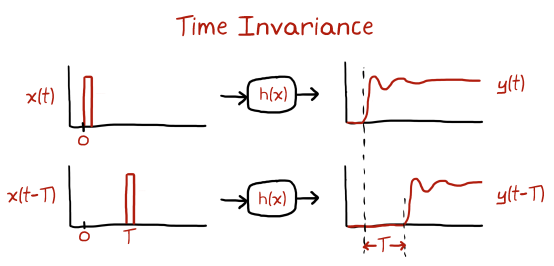 Time Invariance
x(t)
h(x)
y(t)
0
x(t-T)
h(x)
y(t-T)
0
T
T